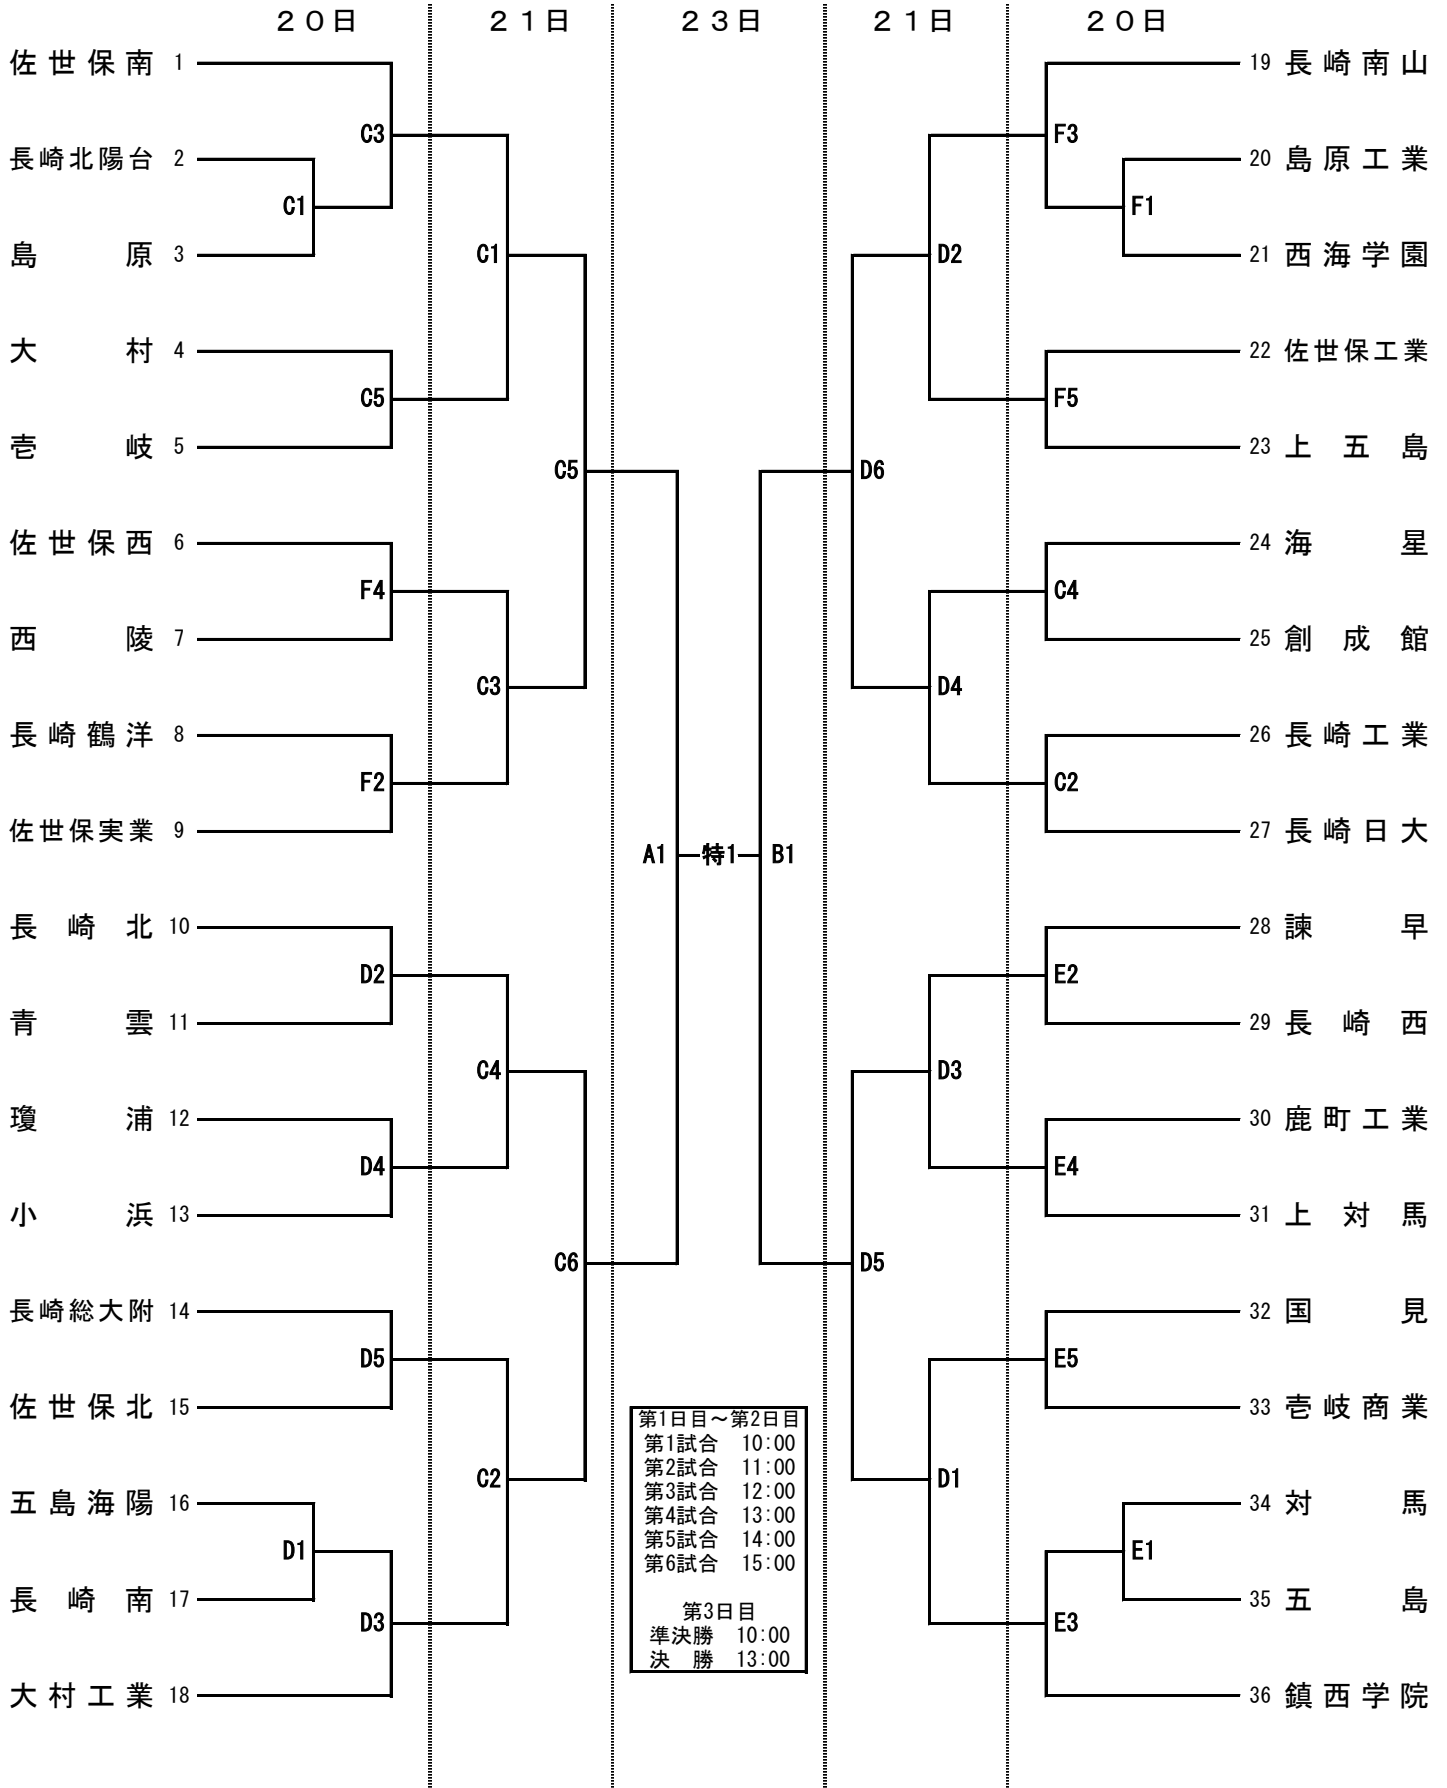 ２０日 ２１日 ２３日 ２１日 ２０日
佐世保南 1 19 長崎南山
C3 F3
長崎北陽台 2 20 島原工業
C1 F1
島原 3 C1 D2 21 西海学園
大村 4 22 佐世保工業
C5 F5
壱岐 5 23 上五島
C5 D6
佐世保西 6 24 海星
F4 C4
西陵 7 25 創成館
C3 D4
長崎鶴洋 8 26 長崎工業
F2 C2
佐世保実業 9 27 長崎日大
A1 特1 B1
長崎北 10 28 諫早
D2 E2
青雲 11 29 長崎西
C4 D3
瓊浦 12 30 鹿町工業
D4 E4
小浜 13 31 上対馬
C6 D5
長崎総大附 14 32 国見
D5 E5
佐世保北 15 33 壱岐商業
C2 D1
五島海陽 16 34 対馬
D1 E1
長崎南 17 35 五島
D3 E3
大村工業 18 36 鎮西学院
第1日目～第2日目
第1試合 10:00
第2試合 11:00
第3試合 12:00
第4試合 13:00
第5試合 14:00
第6試合 15:00
第3日目
準決勝 10:00
決勝 13:00